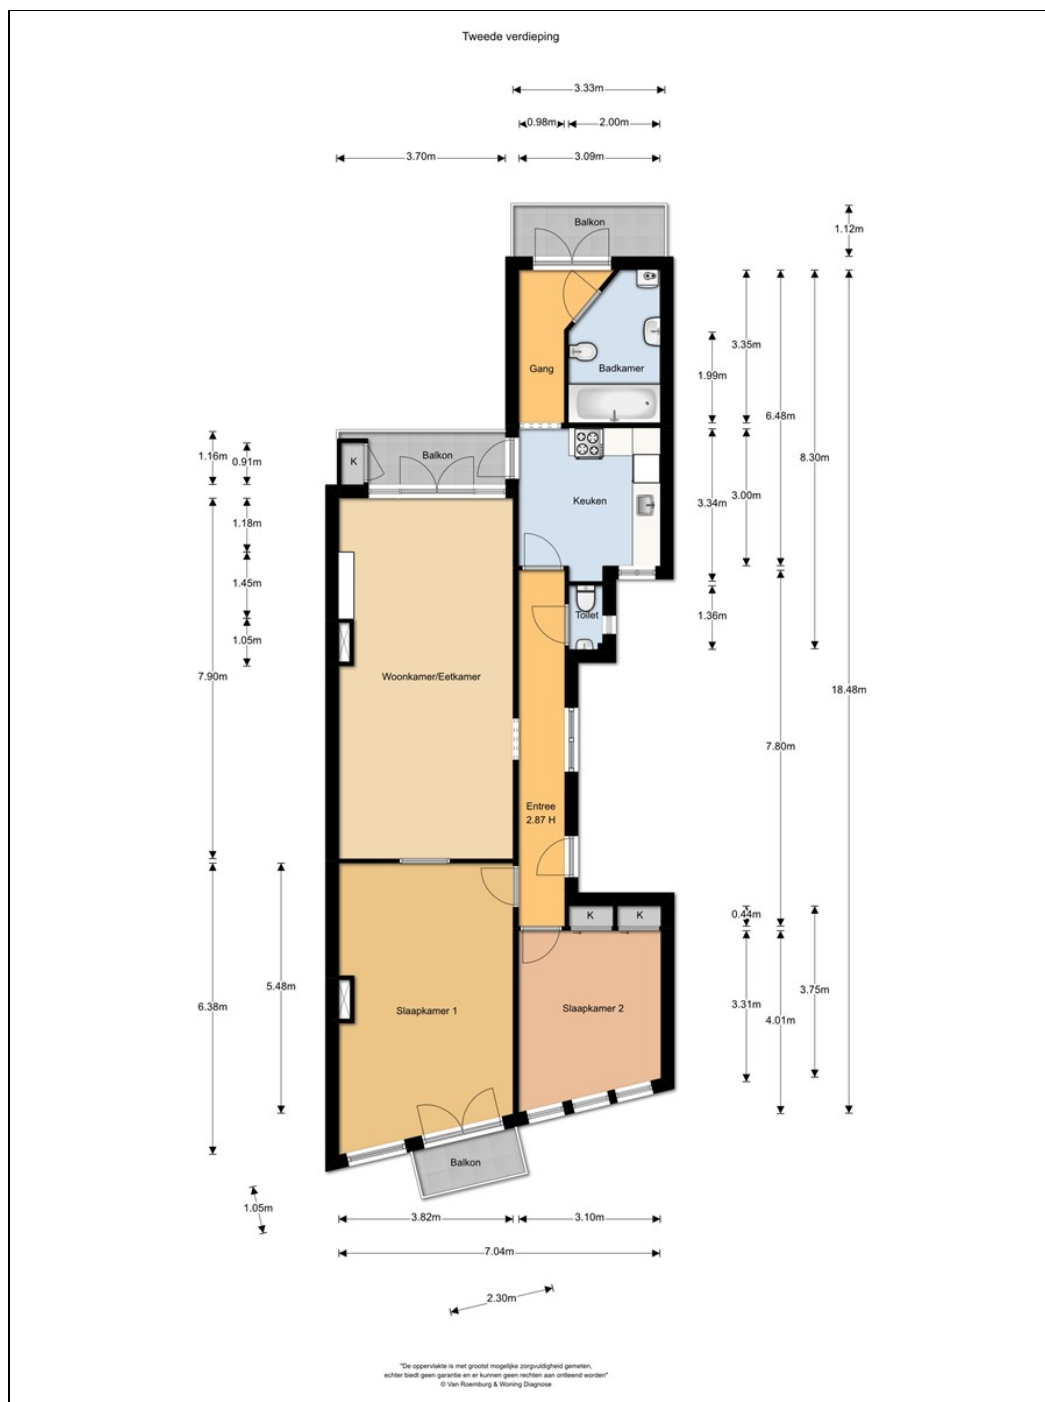 Tweede verdieping
3.33m
0.98m 2.00m
3.70m 3.09m
Balkon
1.12m
3.35m
Gang Badkamer
1.99m
6.48m
1.16m 0.91m K Balkon
8.30m
3.34m 3.00m
Keuken
1.18m
1.45m
Toilet 1.36m
1.05m
7.90m Woonkamer/Eetkamer
18.48m
7.80m
Entree
2.87 H
K K 0.44m
5.48m
3.75m
6.38m Slaapkamer 1 Slaapkamer 2 3.31m
4.01m
Balkon
1.05m
3.82m 3.10m
7.04m
2.30m
"De oppervlakte is met grootst mogelijke zorgvuldigheid gemeten,
echter biedt geen garantie en er kunnen geen rechten aan ontleend worden"
© Van Roemburg & Woning Diagnose